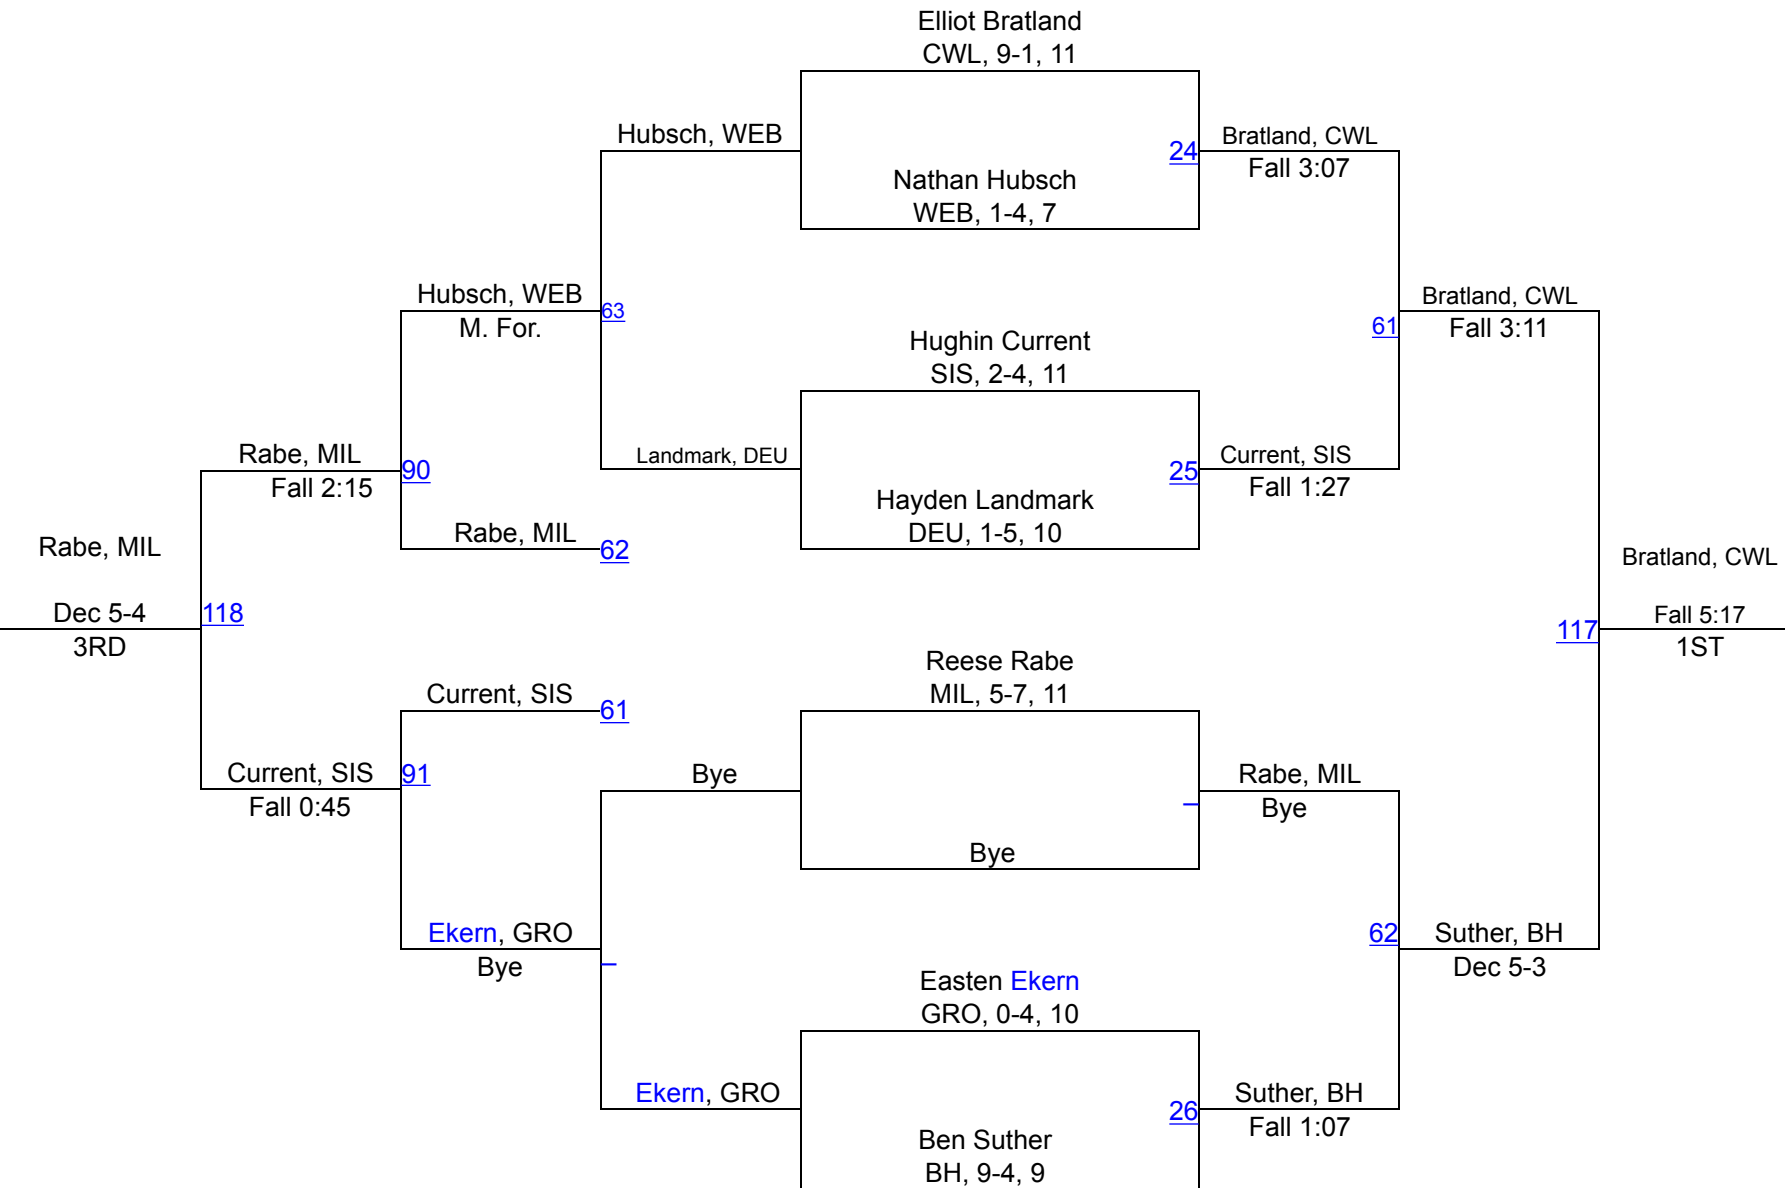 Elliot Bratland
CWL, 9-1, 11
Hubsch, WEB
24
Bratland, CWL
Fall 3:07
Nathan Hubsch
WEB, 1-4, 7
Hubsch, WEB
M. For.
63
Bratland, CWL
Fall 3:11
61
Hughin Current
SIS, 2-4, 11
Rabe, MIL
Fall 2:15
90
Landmark, DEU
25
Current, SIS
Fall 1:27
Hayden Landmark
DEU, 1-5, 10
Rabe, MIL
62
Rabe, MIL
Dec 5-4
3RD
118
Bratland, CWL
Fall 5:17
1ST
117
Reese Rabe
MIL, 5-7, 11
Current, SIS
61
Current, SIS
Fall 0:45
91
Bye
Rabe, MIL
Bye
Bye
Ekern, GRO
Bye
62
Suther, BH
Dec 5-3
Easten Ekern
GRO, 0-4, 10
Ekern, GRO
26
Suther, BH
Fall 1:07
Ben Suther
BH, 9-4, 9